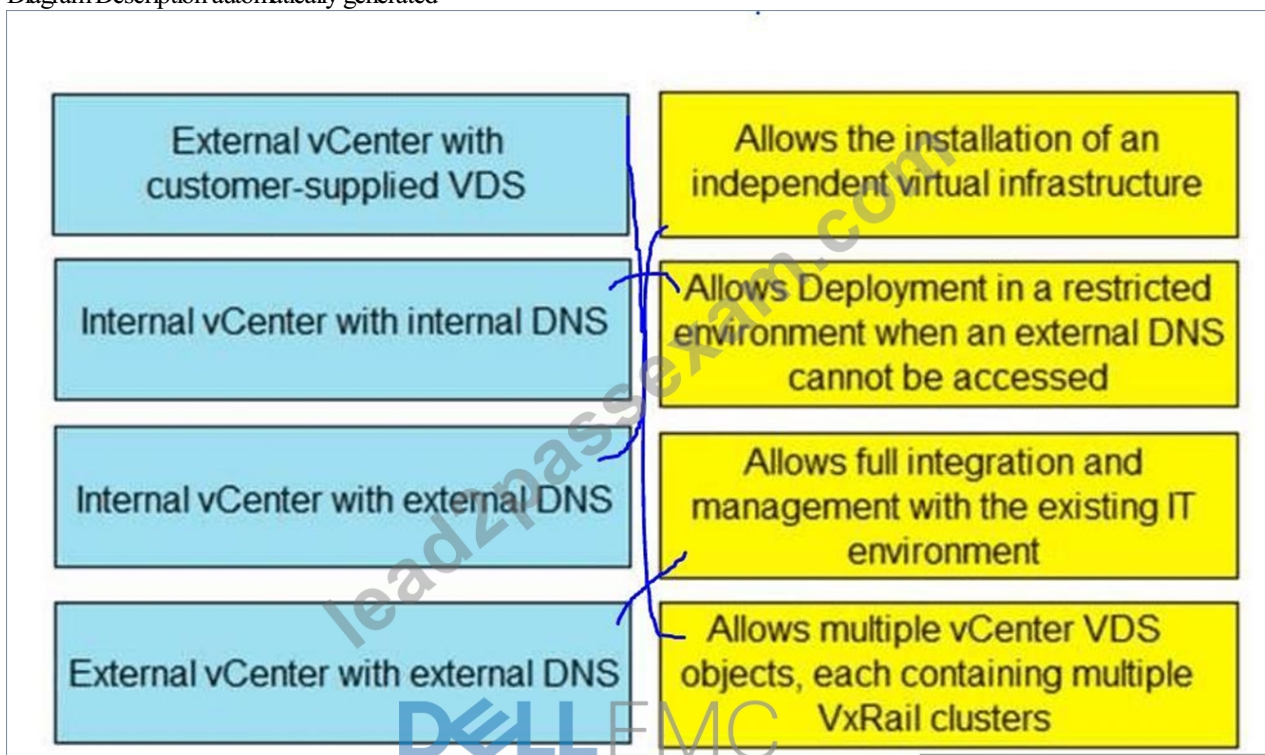 Diagram Description automatically generated
External vCenter with
customer-supplied VDS
Allows the installation of an
independent virtual infrastructure
Internal vCenter with internal DNS
Allows Deployment in a restricted
environment when an external DNS
cannot be accessed
Internal vCenter with external DNS
Allows full integration and
management with the existing IT
environment
External vCenter with external DNS
Allows multiple vCenter VDS
objects, each containing multiple
VxRail clusters
lead2passexam.com
DELLEMC